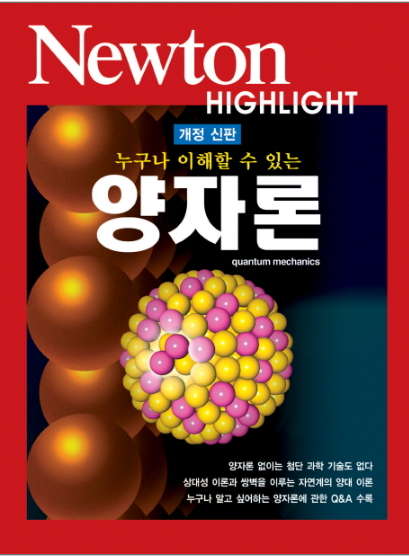 Newton
HIGHLIGHT
개정 신판
누구나 이해할 수 있는
양자론
quantum mechanics
양자론 없이는 첨단 과학 기술도 없다
상대성 이론과 쌍벽을 이루는 자연계의 양대 이론
누구나 알고 싶어하는 양자론에 관한 Q&A 수록